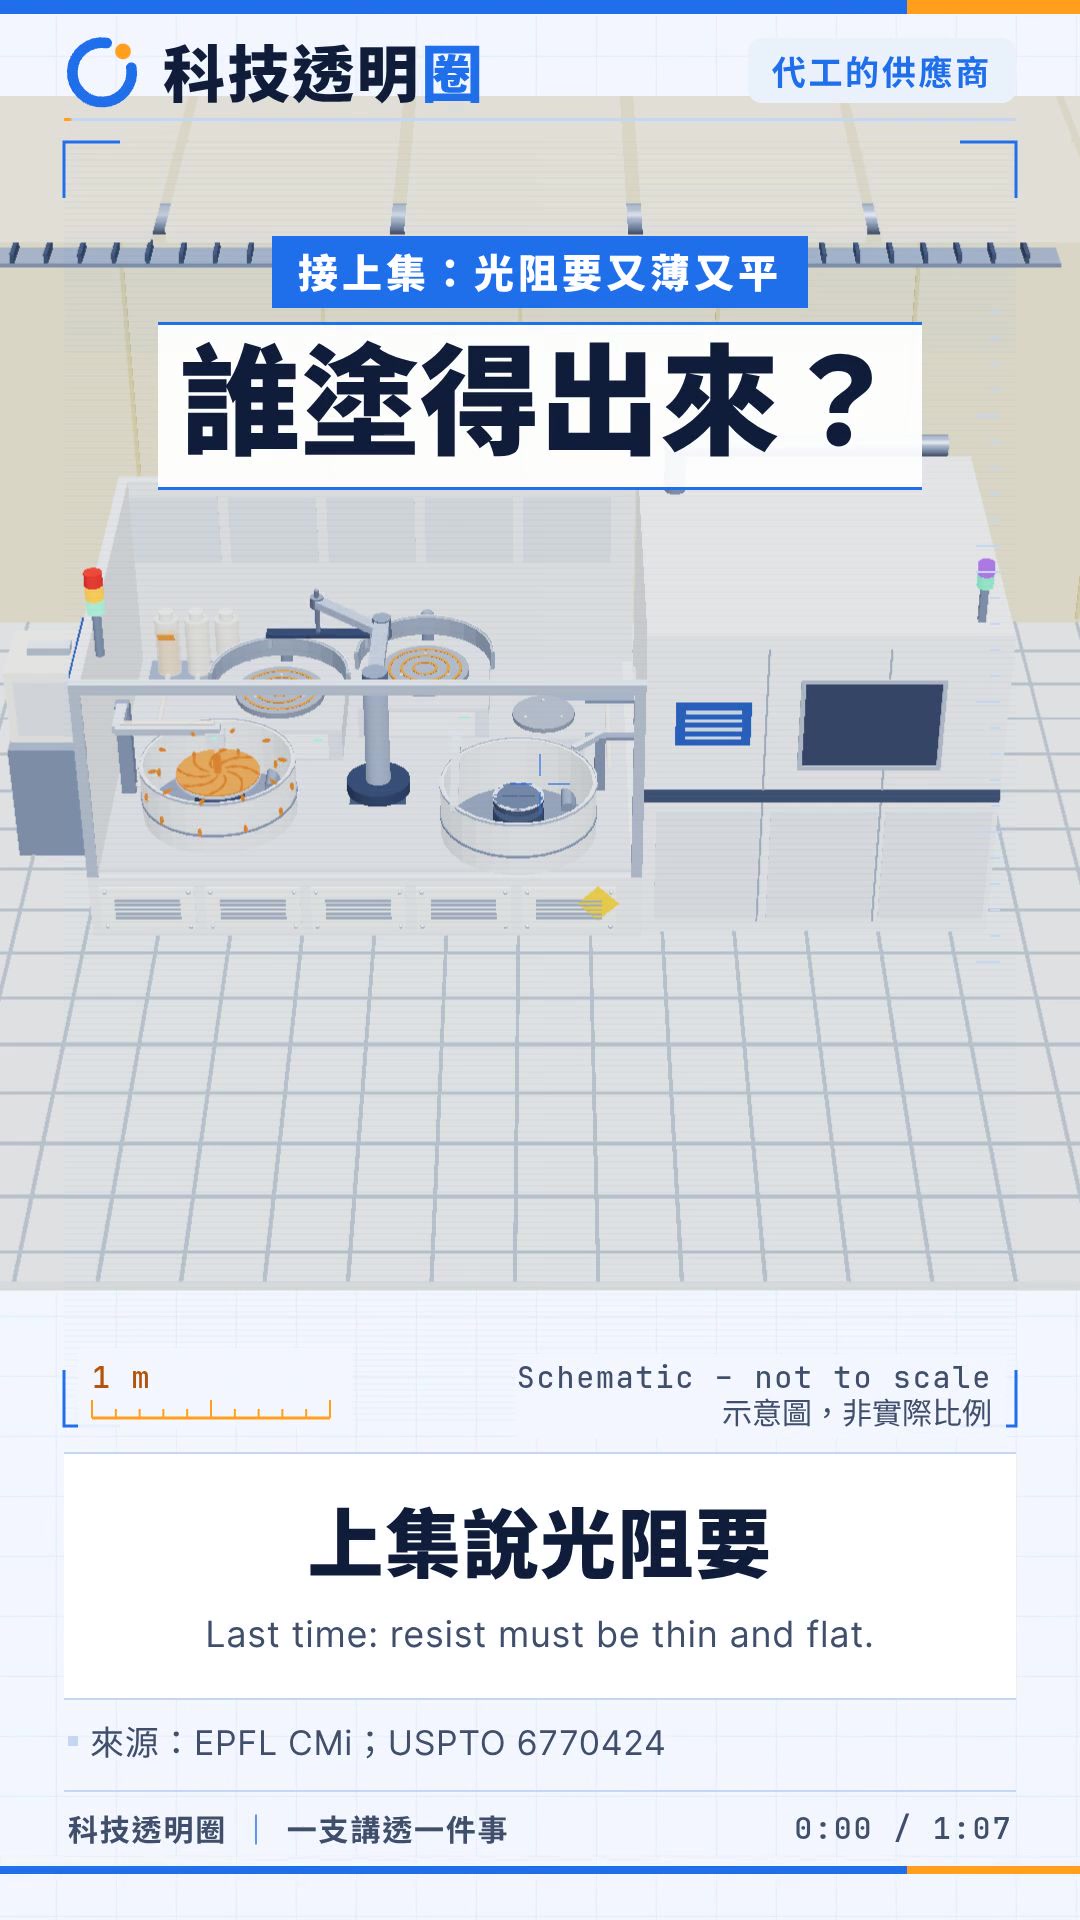 科技透明圈
代工的供應商
接上集：光阻要又薄又平
誰塗得出來？
1 m
Schematic – not to scale
示意圖，非實際比例
上集說光阻要
Last time: resist must be thin and flat.
來源：EPFL CMi；USPTO 6770424
科技透明圈｜一支講透一件事
0:00 / 1:07